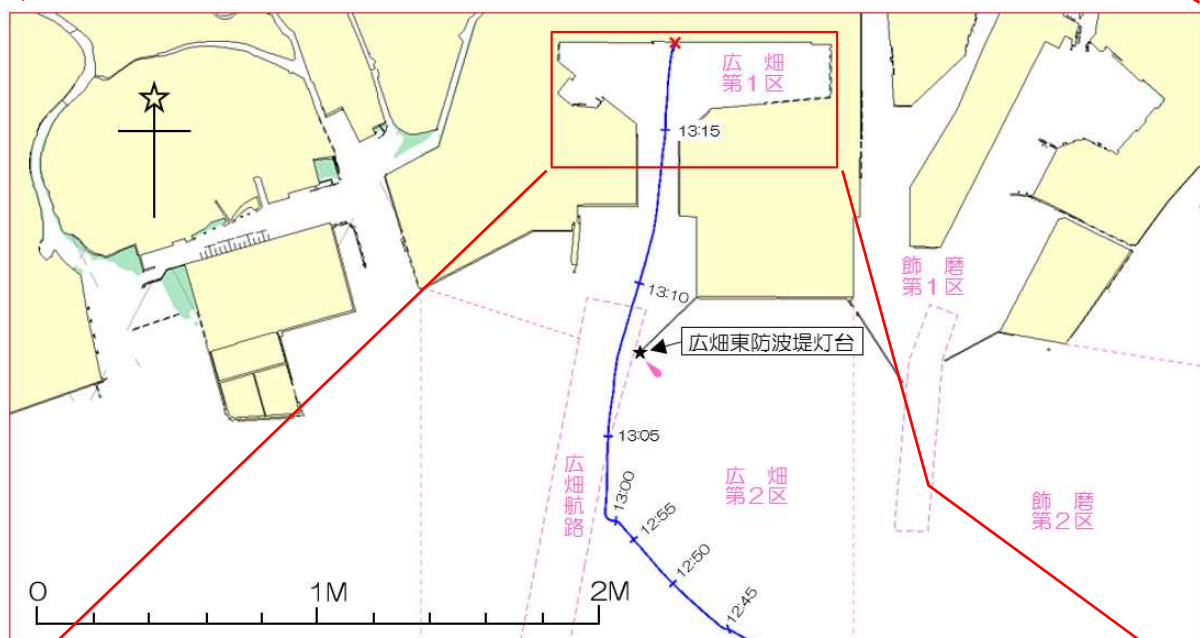 広 畑
第1区
13:15
飾 磨
第1区
13:10
広畑東防波堤灯台
13:05
広畑航路
13:00
広 畑
第2区
飾 磨
第2区
12:55
12:50
12:45
0 1M 2M